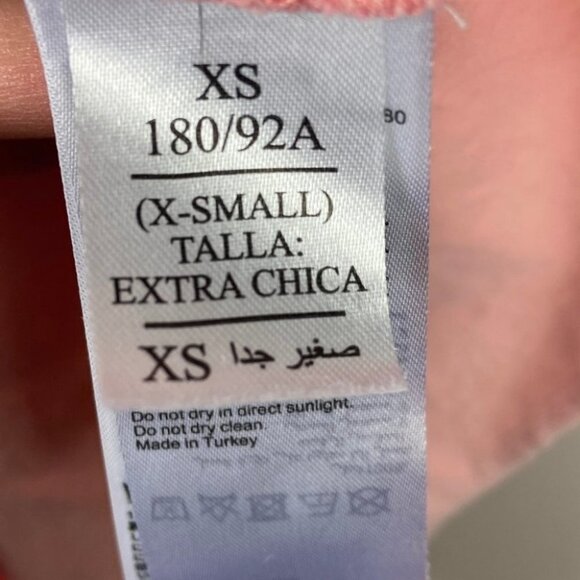 XS
180/92A
(X-SMALL)
TALLA:
EXTRA CHICA
XS صغير جدا
Do not dry in direct sunlight.
Do not dry clean.
Made in Turkey